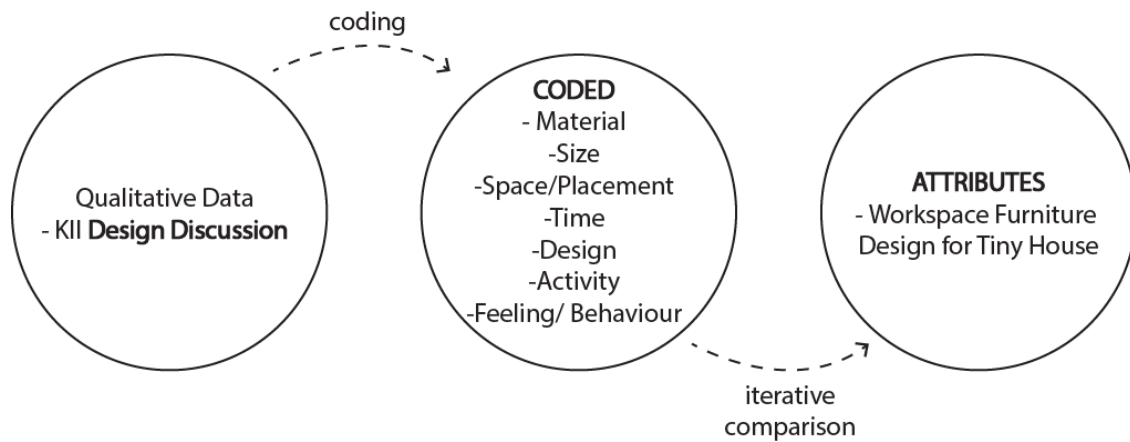 coding
Qualitative Data
- KII Design Discussion
CODED
- Material
-Size
-Space/Placement
-Time
-Design
-Activity
-Feeling/ Behaviour
ATTRIBUTES
- Workspace Furniture
Design for Tiny House
iterative
comparison